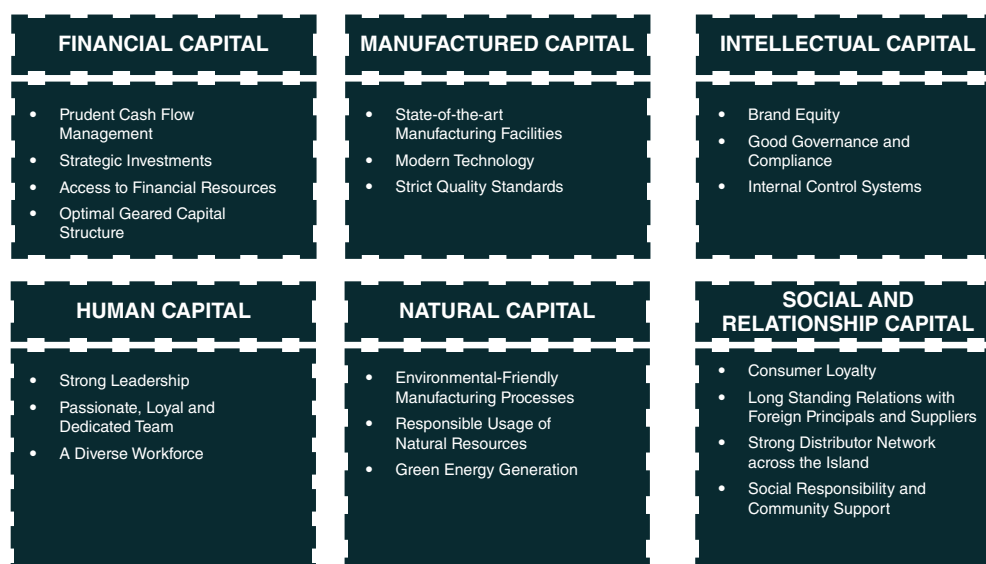 FINANCIAL CAPITAL
• Prudent Cash Flow
Management
• Strategic Investments
• Access to Financial Resources
• Optimal Geared Capital
Structure
MANUFACTURED CAPITAL
• State-of-the-art
Manufacturing Facilities
• Modern Technology
• Strict Quality Standards
INTELLECTUAL CAPITAL
• Brand Equity
• Good Governance and
Compliance
• Internal Control Systems
HUMAN CAPITAL
• Strong Leadership
• Passionate, Loyal and
Dedicated Team
• A Diverse Workforce
NATURAL CAPITAL
• Environmental-Friendly
Manufacturing Processes
• Responsible Usage of
Natural Resources
• Green Energy Generation
SOCIAL AND
RELATIONSHIP CAPITAL
• Consumer Loyalty
• Long Standing Relations with
Foreign Principals and Suppliers
• Strong Distributor Network
across the Island
• Social Responsibility and
Community Support